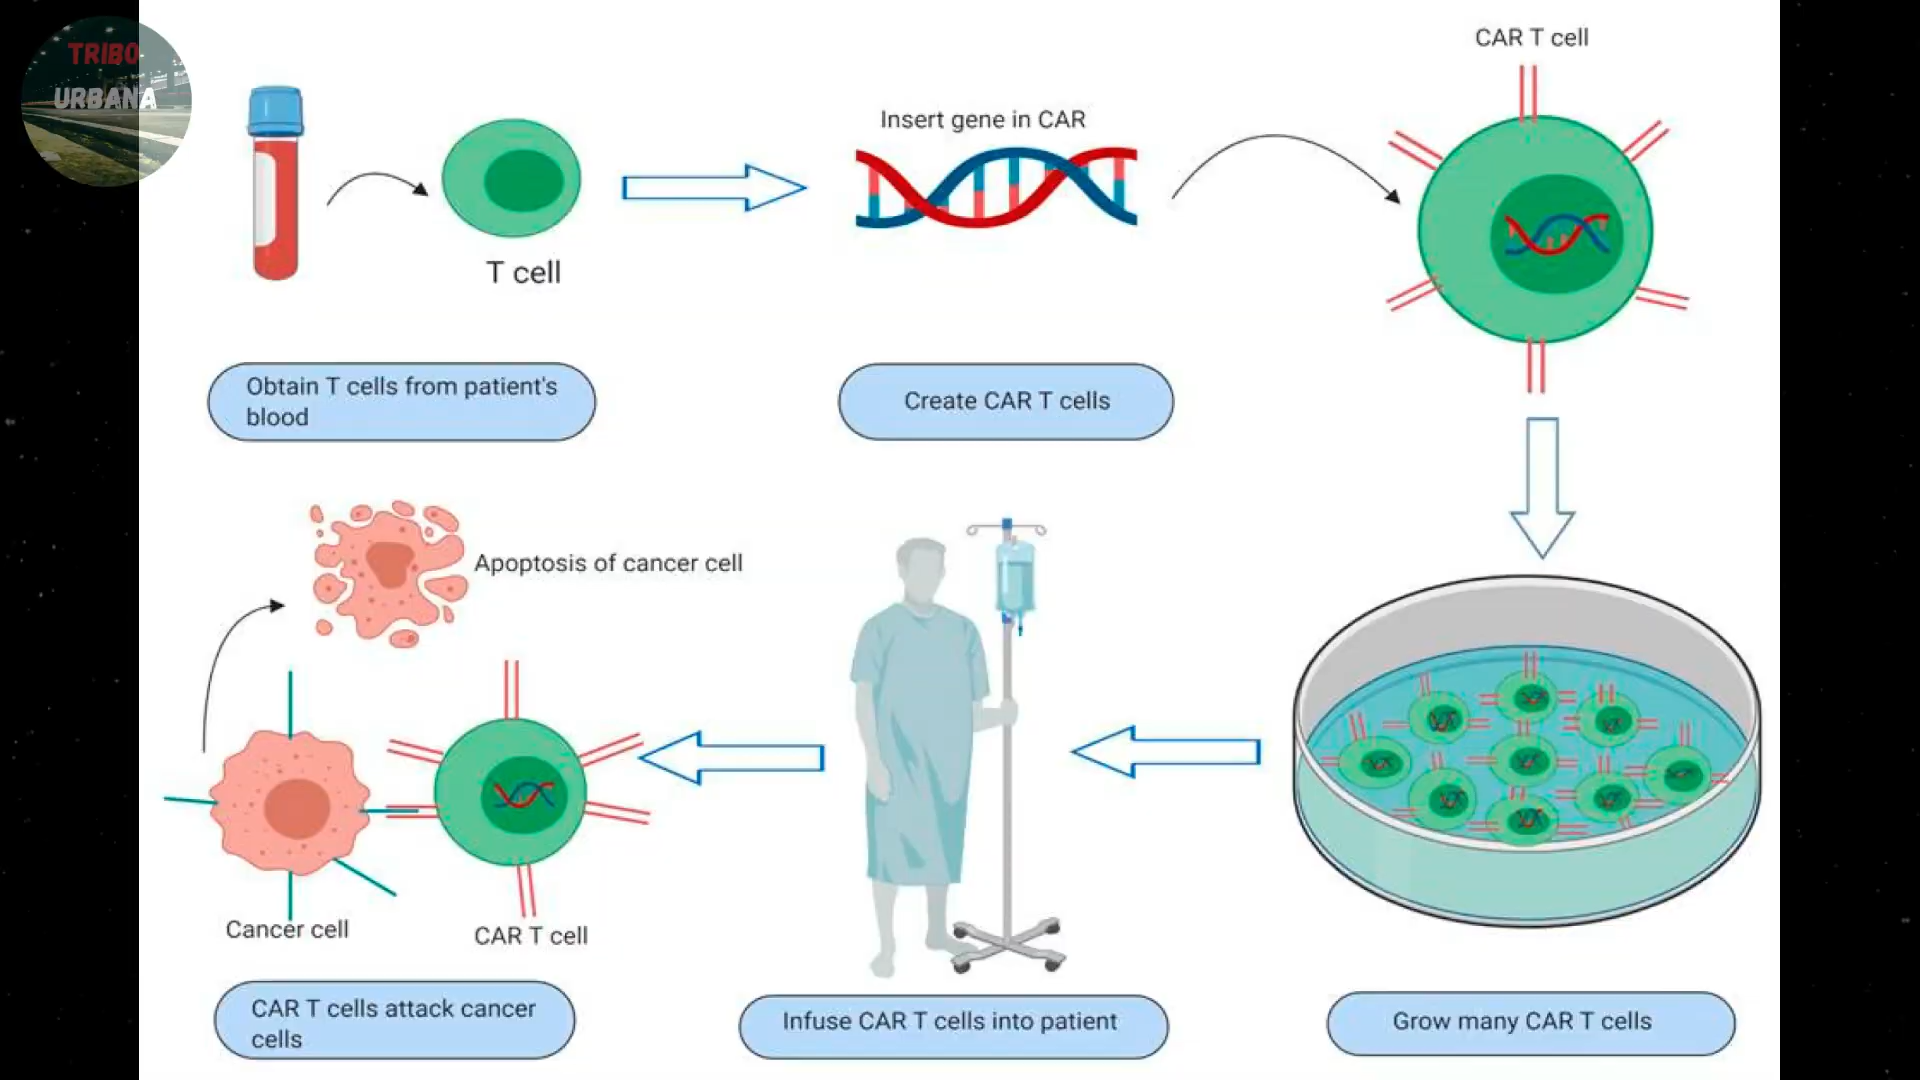 TRIBO
URBANA
CAR T cell
Insert gene in CAR
T cell
Obtain T cells from patient's
blood
Create CAR T cells
Apoptosis of cancer cell
Cancer cell
CAR T cell
CAR T cells attack cancer
cells
Infuse CAR T cells into patient
Grow many CAR T cells